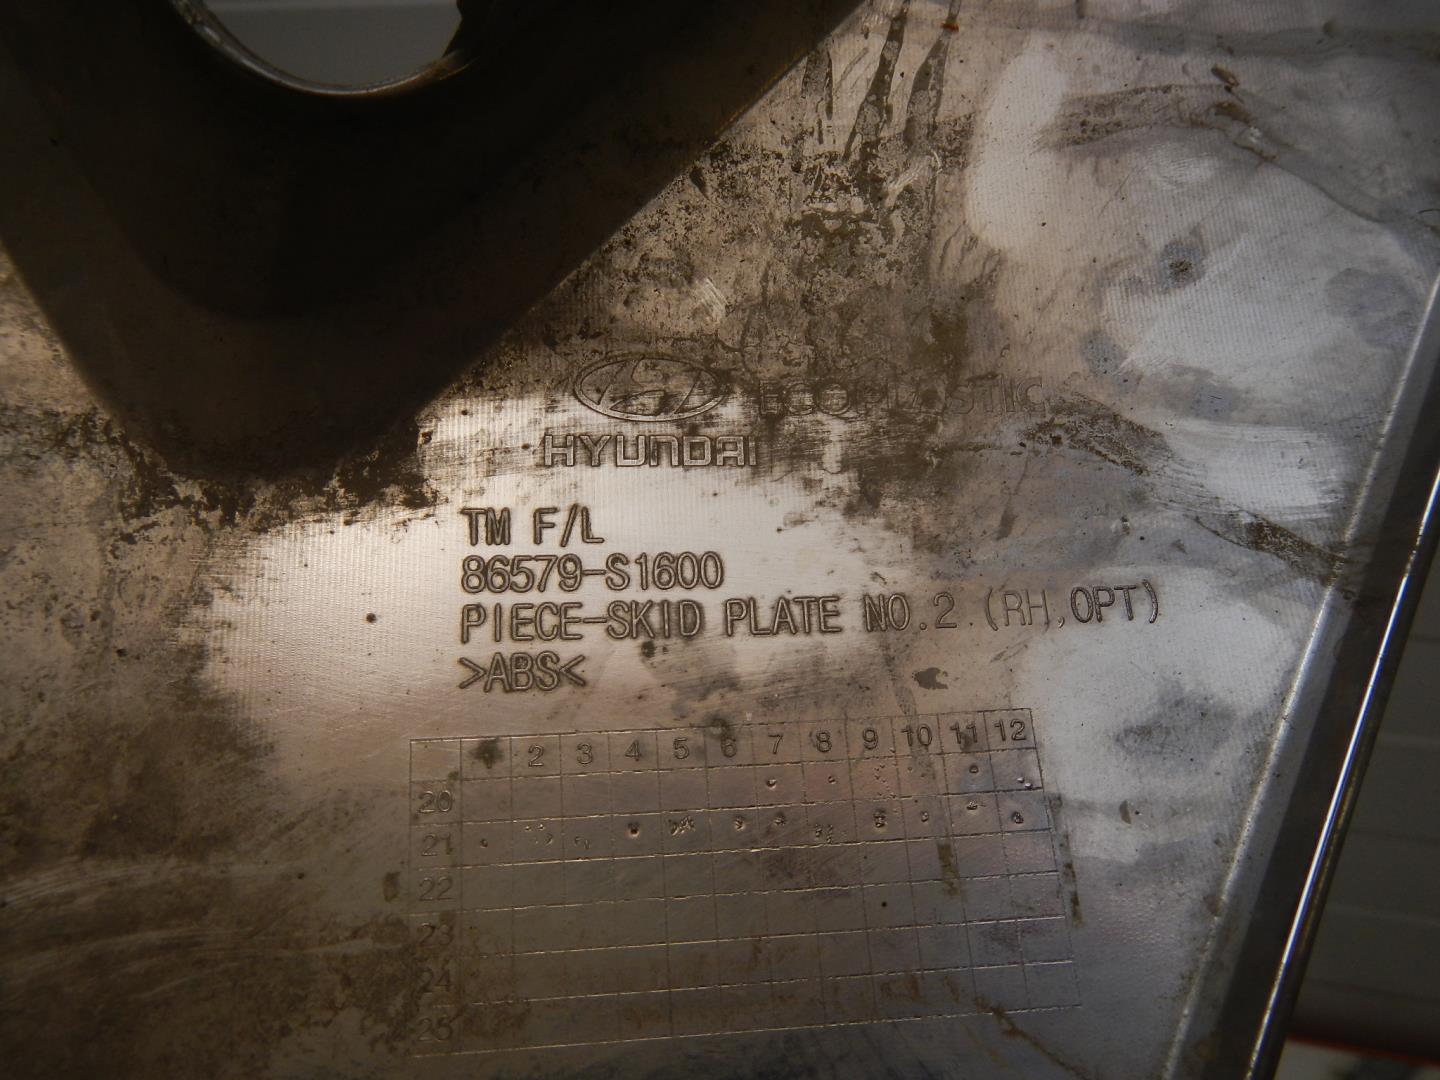 ECOPLASTIC
HYUNDAI
TM F/L
86579-S1600
PIECE-SKID PLATE NO.2.(RH,OPT)
>ABS<
1 2 3 4 5 6 7 8 9 10 11 12
20
21
22
23
24
25